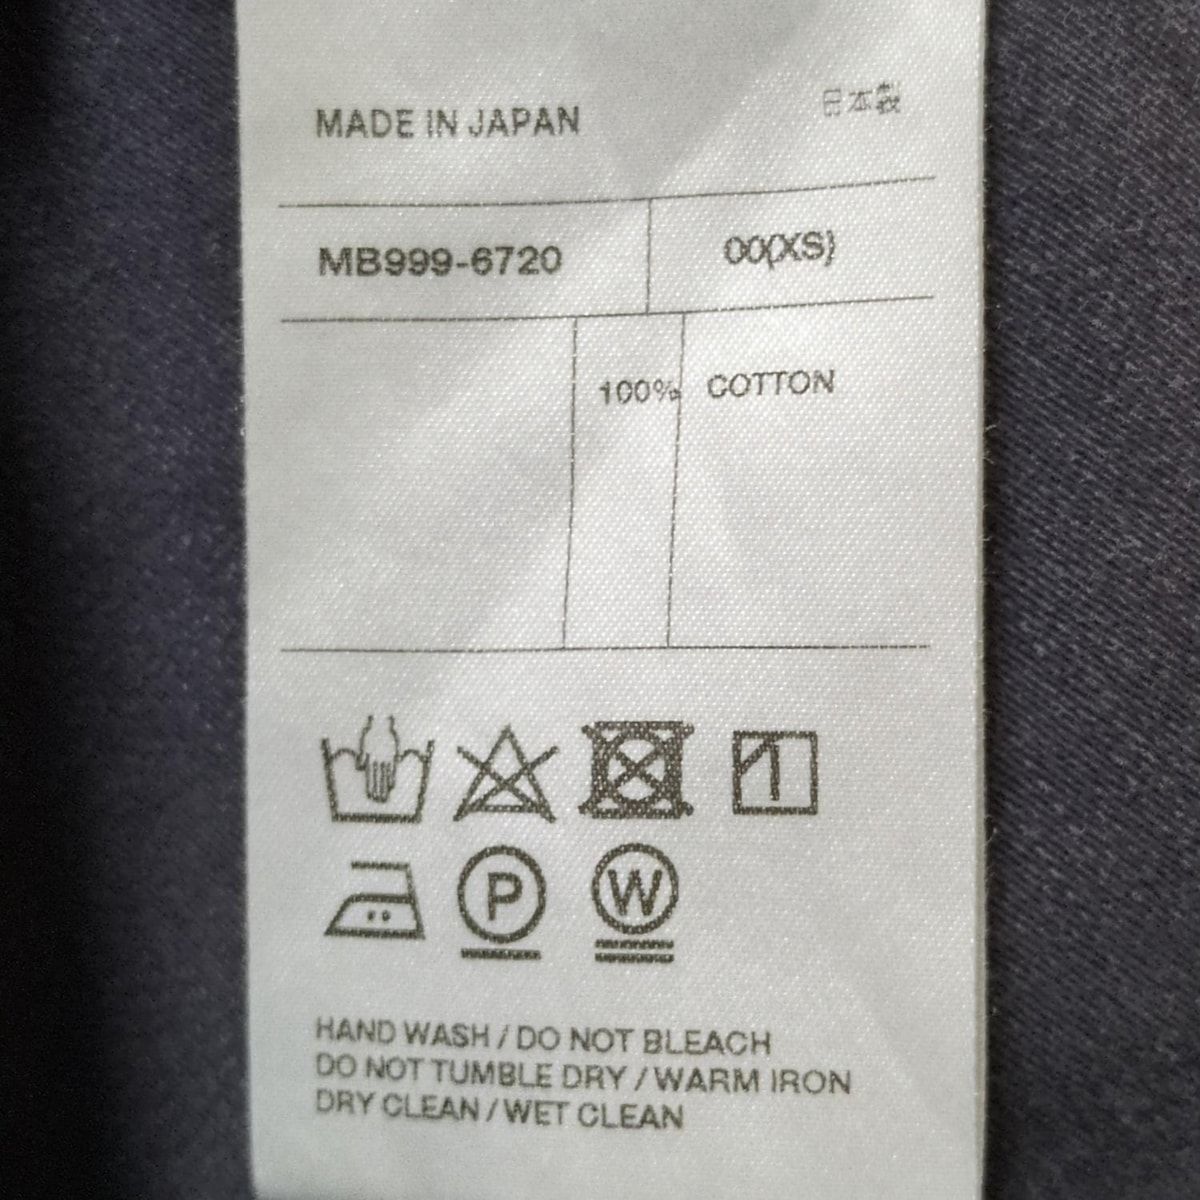 MADE IN JAPAN 日本製
MB999-6720 00(XS)
100% COTTON
P W
HAND WASH / DO NOT BLEACH
DO NOT TUMBLE DRY / WARM IRON
DRY CLEAN / WET CLEAN